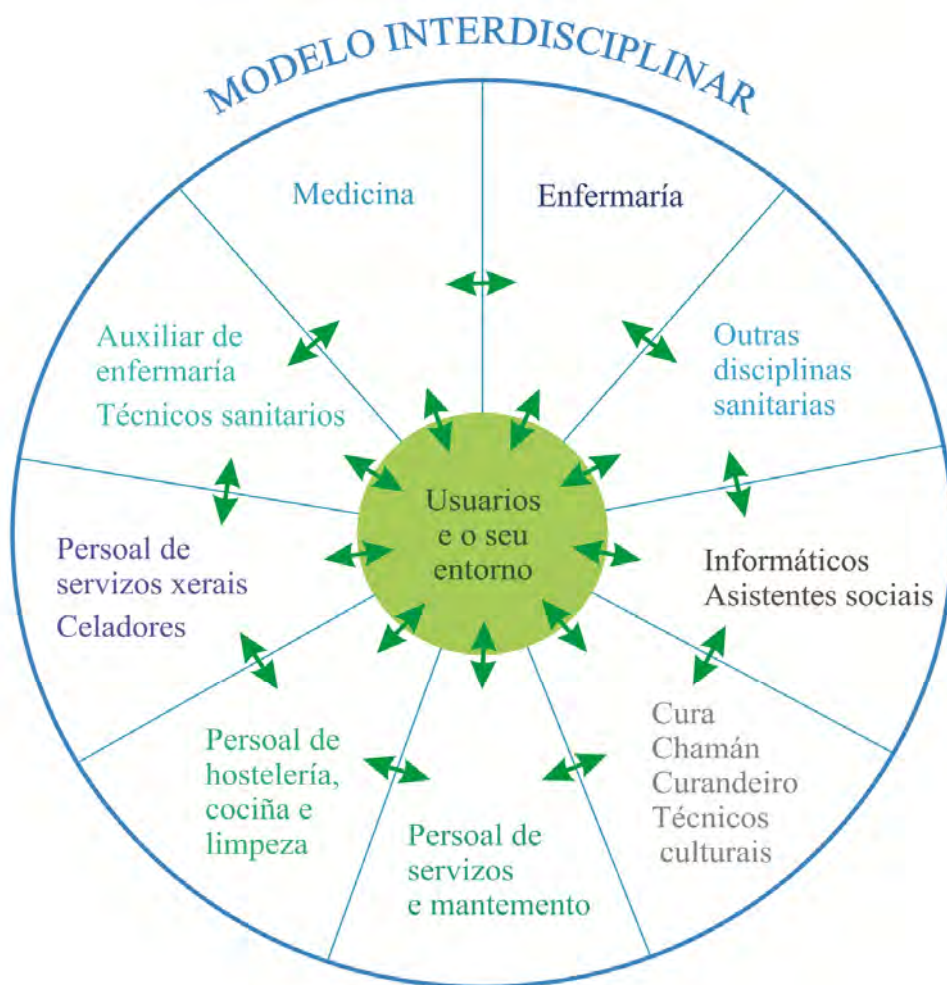 MODELO INTERDISCIPLINAR
Medicina
Enfermaría
Auxiliar de
enfermaría
Técnicos sanitarios
Outras
disciplinas
sanitarias
Usuarios
e o seu
entorno
Persoal de
servizos xerais
Celadores
Informáticos
Asistentes sociais
Persoal de
hostelería,
cociña e
limpeza
Persoal de
servizos
e mantemento
Cura
Chamán
Curandeiro
Técnicos
culturais